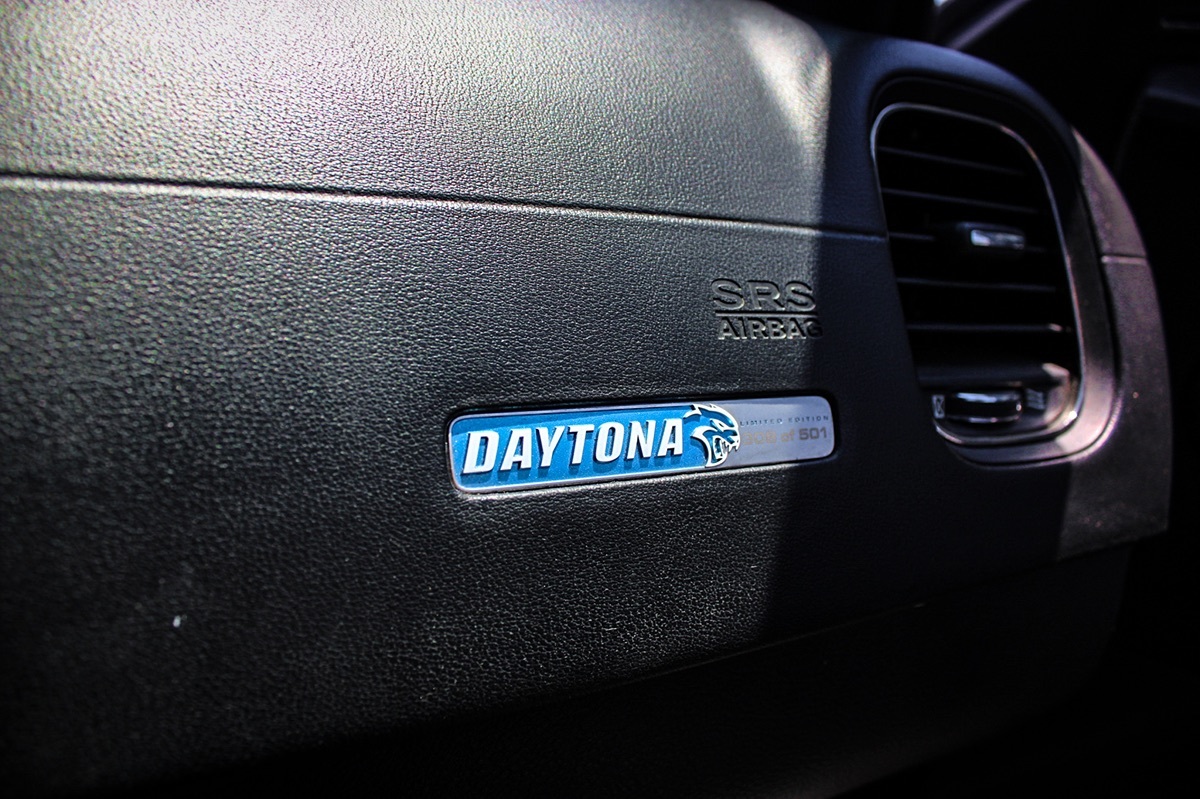 SRS
AIRBAG
DAYTONA
LIMITED EDITION
of 501